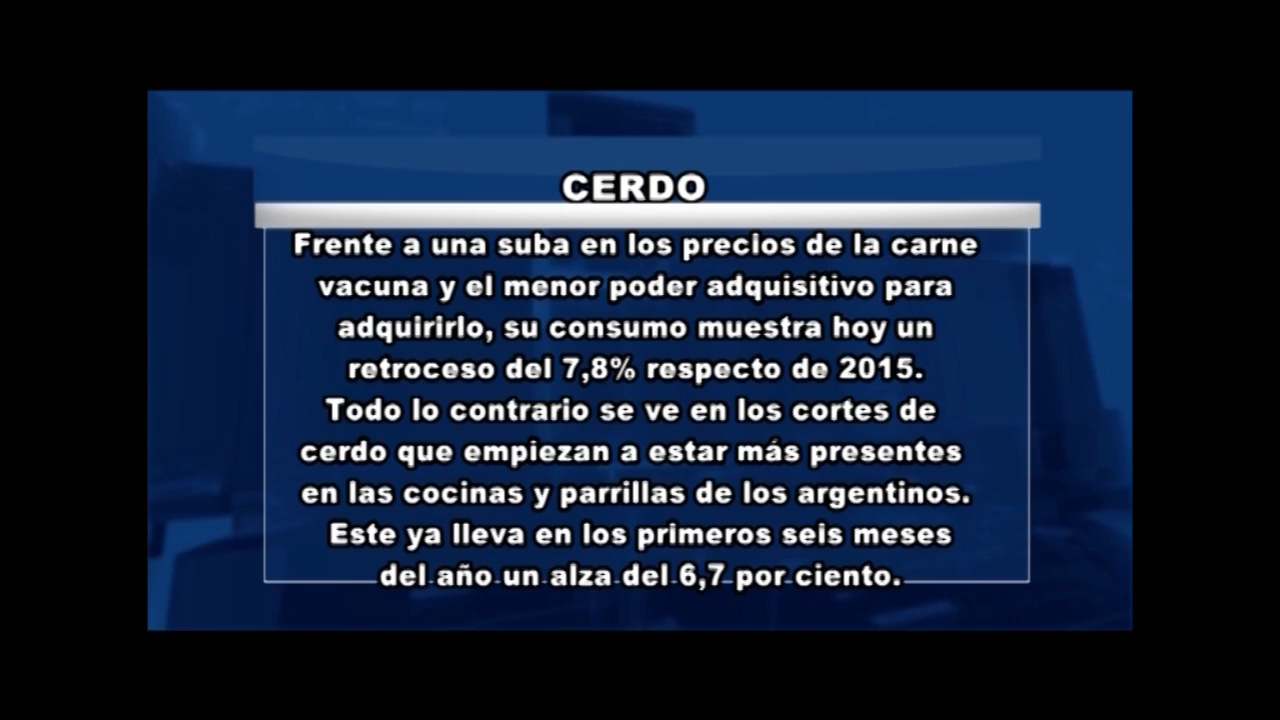 CERDO
Frente a una suba en los precios de la carne
vacuna y el menor poder adquisitivo para
adquirirlo, su consumo muestra hoy un
retroceso del 7,8% respecto de 2015.
Todo lo contrario se ve en los cortes de
cerdo que empiezan a estar más presentes
en las cocinas y parrillas de los argentinos.
Este ya lleva en los primeros seis meses
del año un alza del 6,7 por ciento.